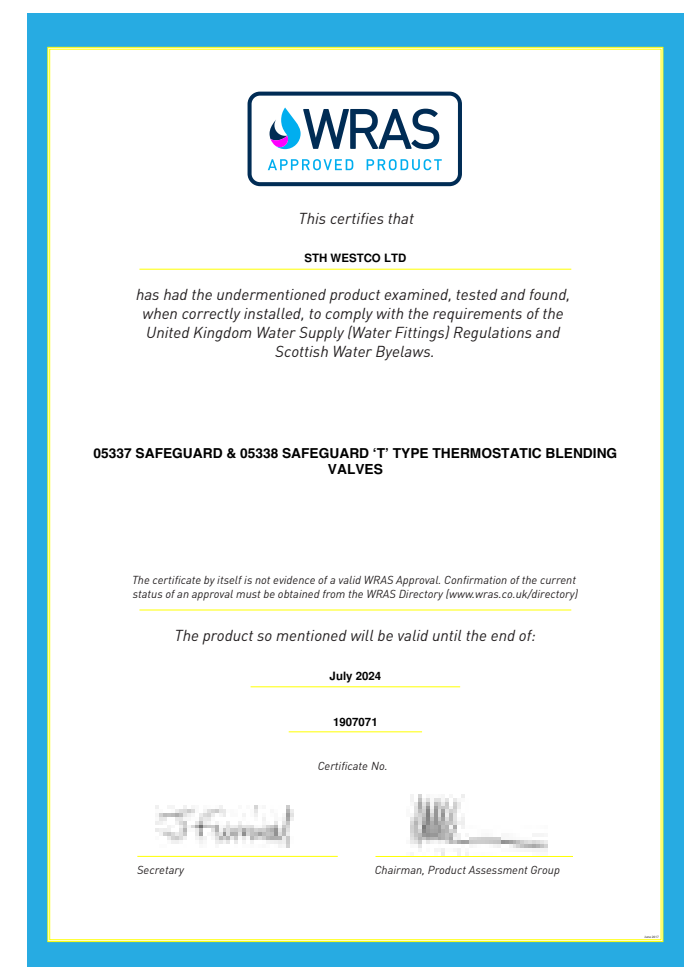 WRAS
APPROVED PRODUCT
This certifies that
STH WESTCO LTD
has had the undermentioned product examined, tested and found,
when correctly installed, to comply with the requirements of the
United Kingdom Water Supply (Water Fittings) Regulations and
Scottish Water Byelaws.
05337 SAFEGUARD & 05338 SAFEGUARD ‘T’ TYPE THERMOSTATIC BLENDING
VALVES
The certificate by itself is not evidence of a valid WRAS Approval. Confirmation of the current
status of an approval must be obtained from the WRAS Directory (www.wras.co.uk/directory)
The product so mentioned will be valid until the end of:
July 2024
1907071
Certificate No.
Secretary
Chairman, Product Assessment Group